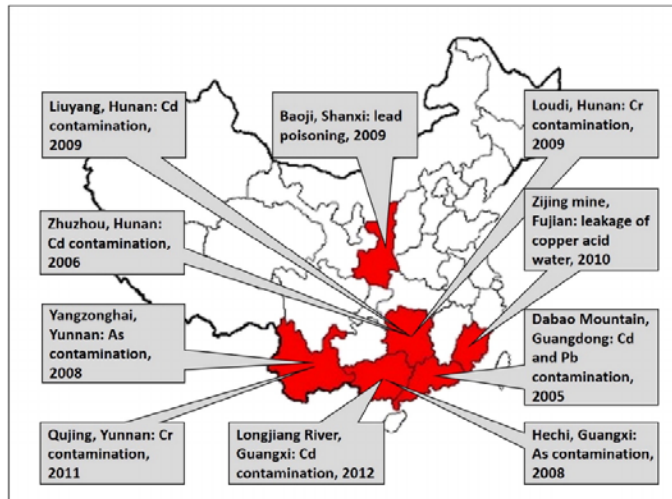 Liuyang, Hunan: Cd
contamination,
2009
Baoji, Shanxi: lead
poisoning, 2009
Loudi, Hunan: Cr
contamination,
2009
Zhuzhou, Hunan:
Cd contamination,
2006
Zijing mine,
Fujian: leakage of
copper acid
water, 2010
Yangzonghai,
Yunnan: As
contamination,
2008
Dabao Mountain,
Guangdong: Cd
and Pb
contamination,
2005
Qujing, Yunnan: Cr
contamination,
2011
Longjiang River,
Guangxi: Cd
contamination, 2012
Hechi, Guangxi:
As contamination,
2008